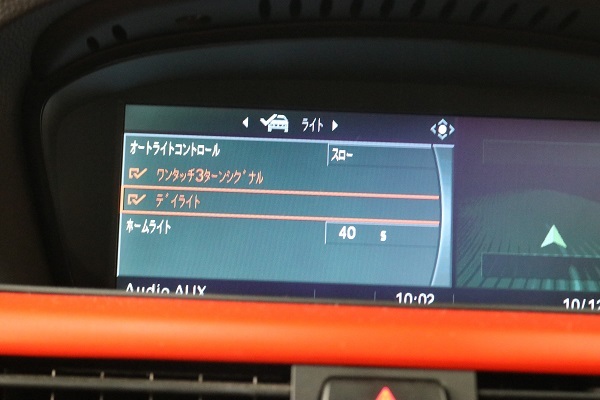 ライト
オートライトコントロール スロー
ワンタッチ3ターンシグナル
デイライト
ホームライト 40 s
Audio AUX 10:02 10/12